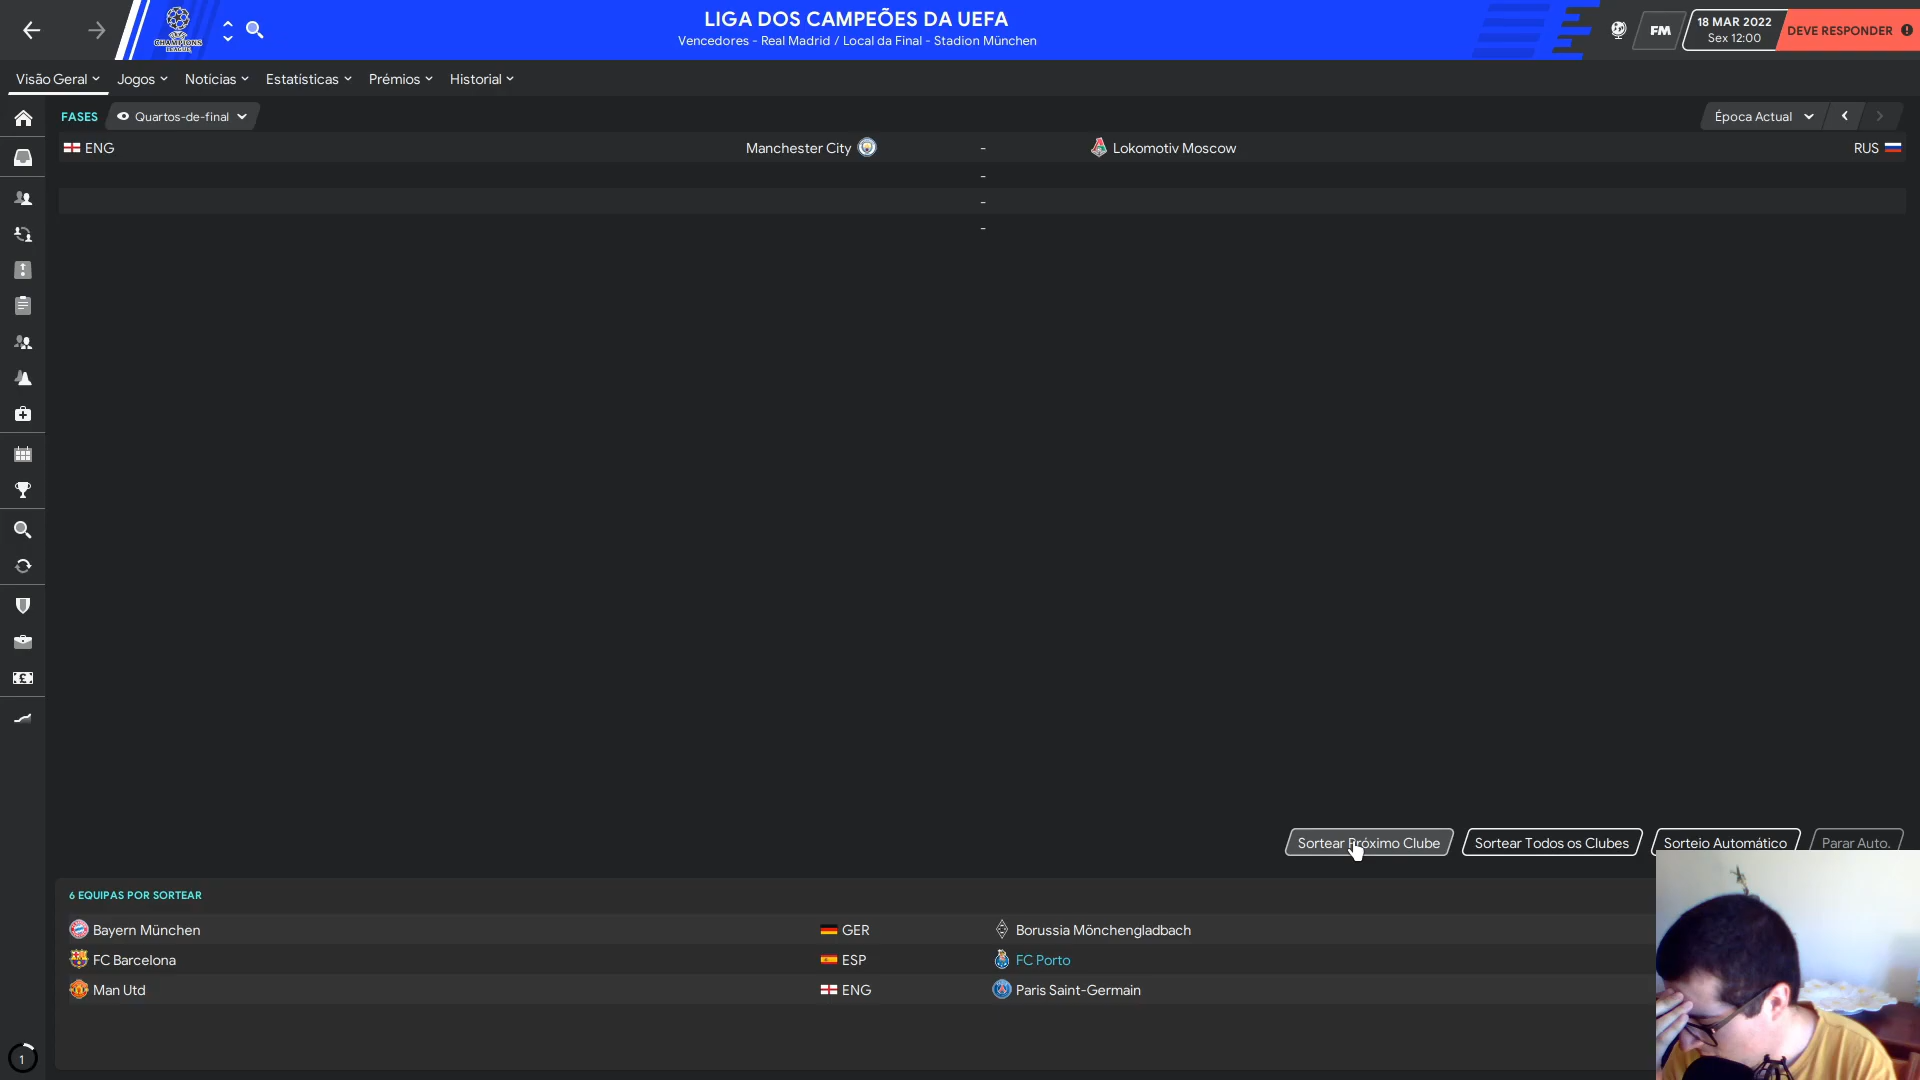 LIGA DOS CAMPEÕES DA UEFA
Vencedores - Real Madrid / Local da Final - Stadion München
CHAMPIONS LEAGUE
FM
18 MAR 2022
Sex 12:00
DEVE RESPONDER
Visão Geral
Jogos
Notícias
Estatísticas
Prémios
Historial
FASES
Quartos-de-final
Época Actual
ENG
Manchester City
-
Lokotiv Moscow
RUS
-
-
-
Sortear Próximo Clube
Sortear Todos os Clubes
Sorteio Automático
Parar Auto.
6 EQUIPAS POR SORTEAR
Bayern München
GER
Borussia Mönchengladbach
FC Barcelona
ESP
FC Porto
Man Utd
ENG
Paris Saint-Germain
1